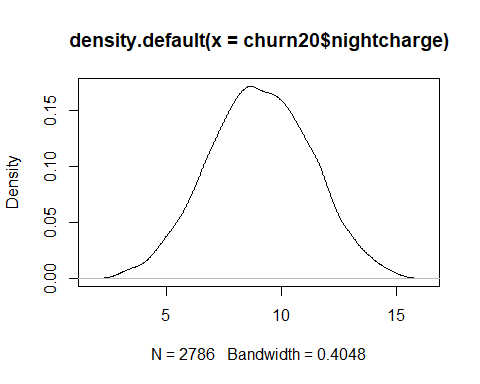 density.default(x = churn20$nightcharge)
Density
0.15
0.10
0.05
0.00
5 10 15
N = 2786 Bandwidth = 0.4048